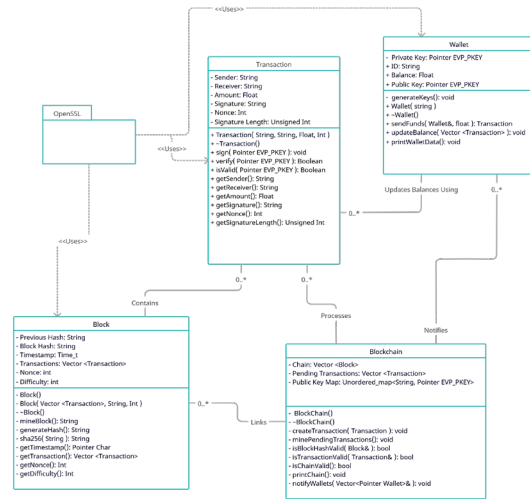 <<Uses>>
Wallet
- Private Key: Pointer EVP_PKEY
+ ID: String
+ Balance: Float
+ Public Key: Pointer EVP_PKEY
- generateKeys(): void
+ Wallet( string )
+ ~Wallet()
+ sendFunds( Wallet&, float ): Transaction
+ updateBalance( Vector <Transaction> ): void
+ printWalletData(): void
Transaction
- Sender: String
- Receiver: String
- Amount: Float
- Signature: String
- Nonce: Int
- Signature Length: Unsigned Int
+ Transaction( String, String, Float, Int )
+ ~Transaction()
+ sign( Pointer EVP_PKEY ): void
+ verify( Pointer EVP_PKEY ): Boolean
+ isValid( Pointer EVP_PKEY ): Boolean
+ getSender(): String
+ getReceiver(): String
+ getAmount(): Float
+ getSignature(): String
+ getNonce(): Int
+ getSignatureLength(): Unsigned Int
OpenSSL
<<Uses>>
<<Uses>>
Updates Balances Using
0..*
0..*
0..*
0..*
Contains
Processes
Notifies
Block
- Previous Hash: String
- Block Hash: String
- Timestamp: Time_t
- Transactions: Vector <Transaction>
- Nonce: int
- Difficulty: int
- Block()
- Block( Vector <Transaction>, String, Int )
- ~Block()
- mineBlock(): String
- generateHash(): String
- sha256( String ): String
- getTimestamp(): Pointer Char
- getTransaction(): Vector <Transaction>
- getNonce(): Int
- getDifficulty(): Int
0..*
Links
Blockchain
- Chain: Vector <Block>
- Pending Transactions: Vector <Transaction>
- Public Key Map: Unordered_map<String, Pointer EVP_PKEY>
- BlockChain()
- ~BlockChain()
- createTransaction( Transaction ): void
- minePendingTransactions(): void
- isBlockHashValid( Block& ): bool
- isTransactionValid( Transaction& ): bool
- isChainValid(): bool
- printChain(): void
- notifyWallets( Vector<Pointer Wallet>& ): void